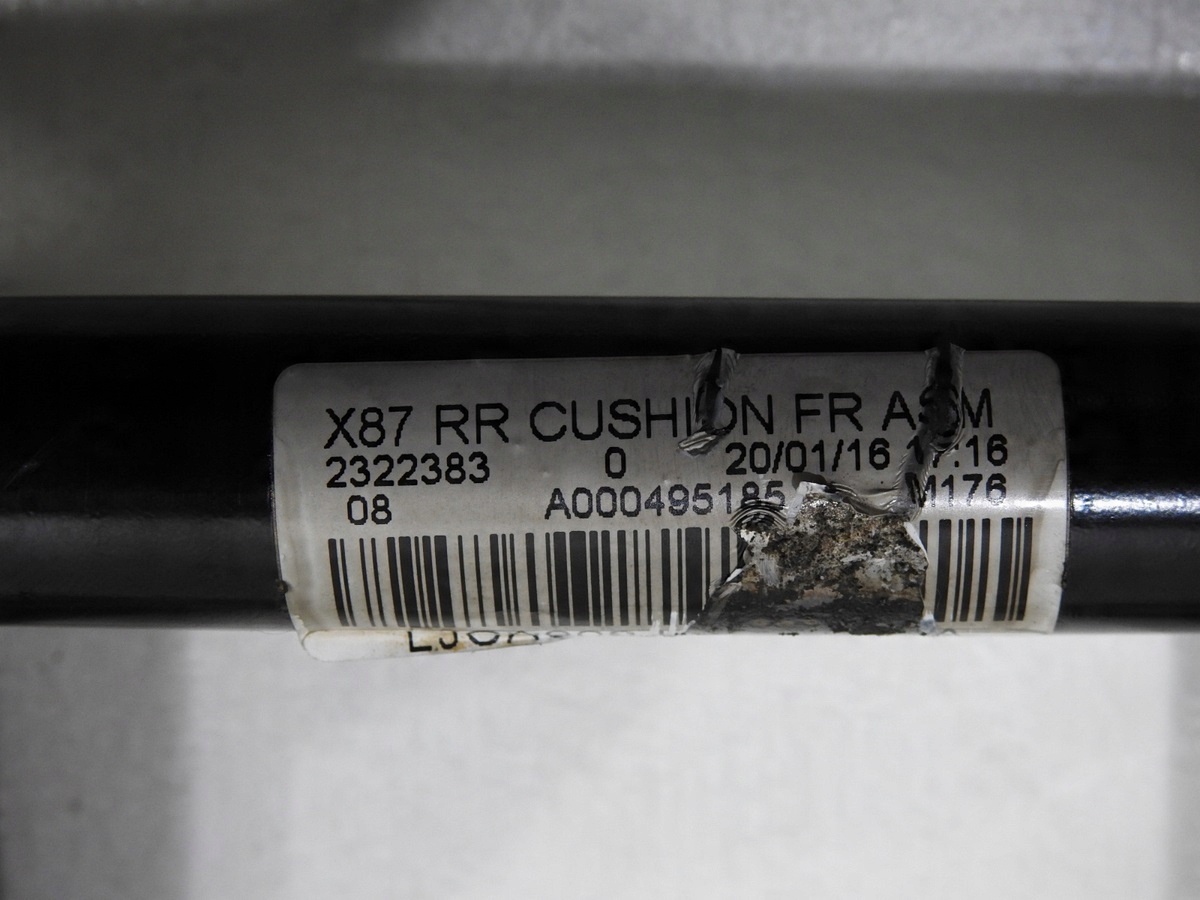 X87 RR CUSHION FR ASM
2322383 0 20/01/16
08 A000495185 M176